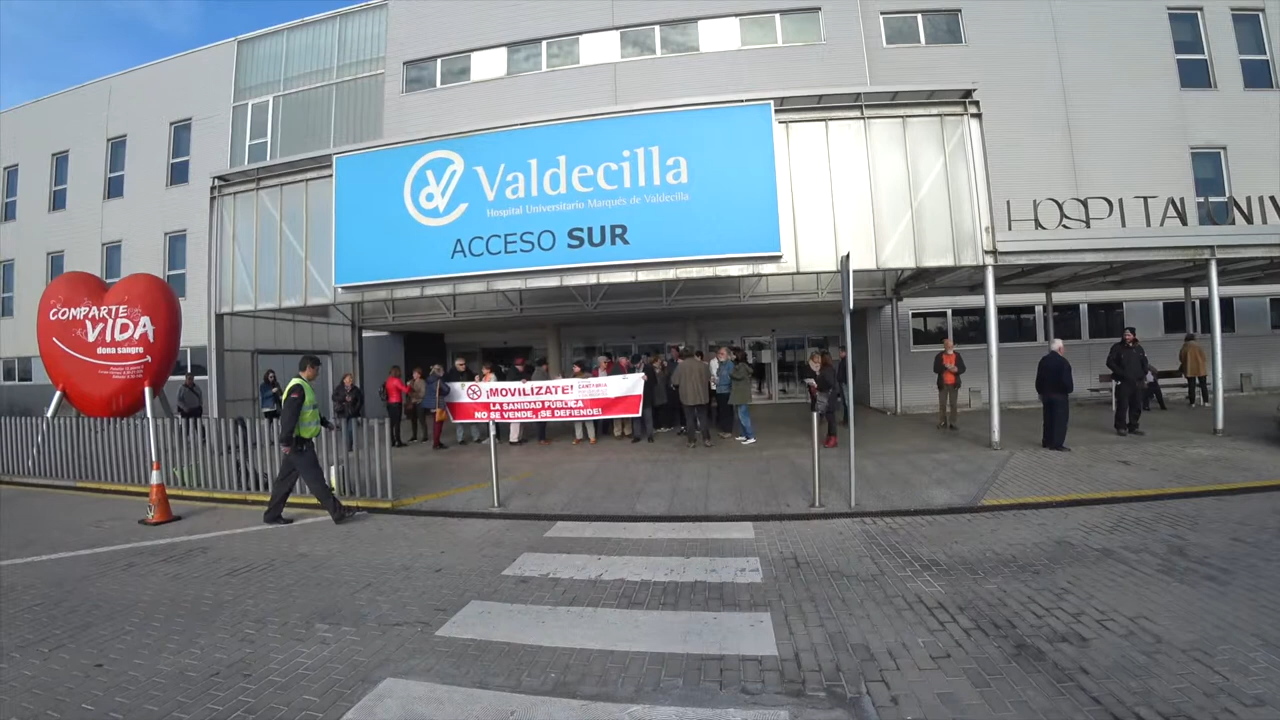 Valdecilla
Hospital Universitario Marqués de Valdecilla
ACCESO SUR
HOSPITAL UNIV
COMPARTE
VIDA
dona sangre
¡MOVILÍZATE!
CANTABRIA
LA SANIDAD PÚBLICA
NO SE VENDE, ¡SE DEFIENDE!